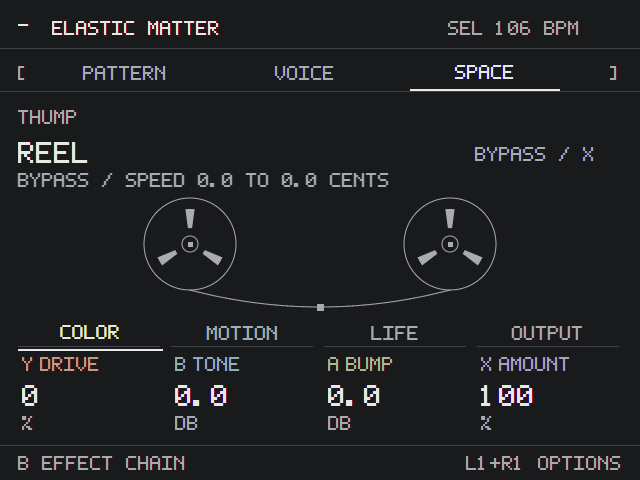 - ELASTIC MATTER SEL 106 BPM
[ PATTERN VOICE SPACE ]
THUMP
REEL BYPASS / X
BYPASS / SPEED 0.0 TO 0.0 CENTS
COLOR MOTION LIFE OUTPUT
Y DRIVE B TONE A BUMP X AMOUNT
0 0.0 0.0 100
% DB DB %
B EFFECT CHAIN L1+R1 OPTIONS